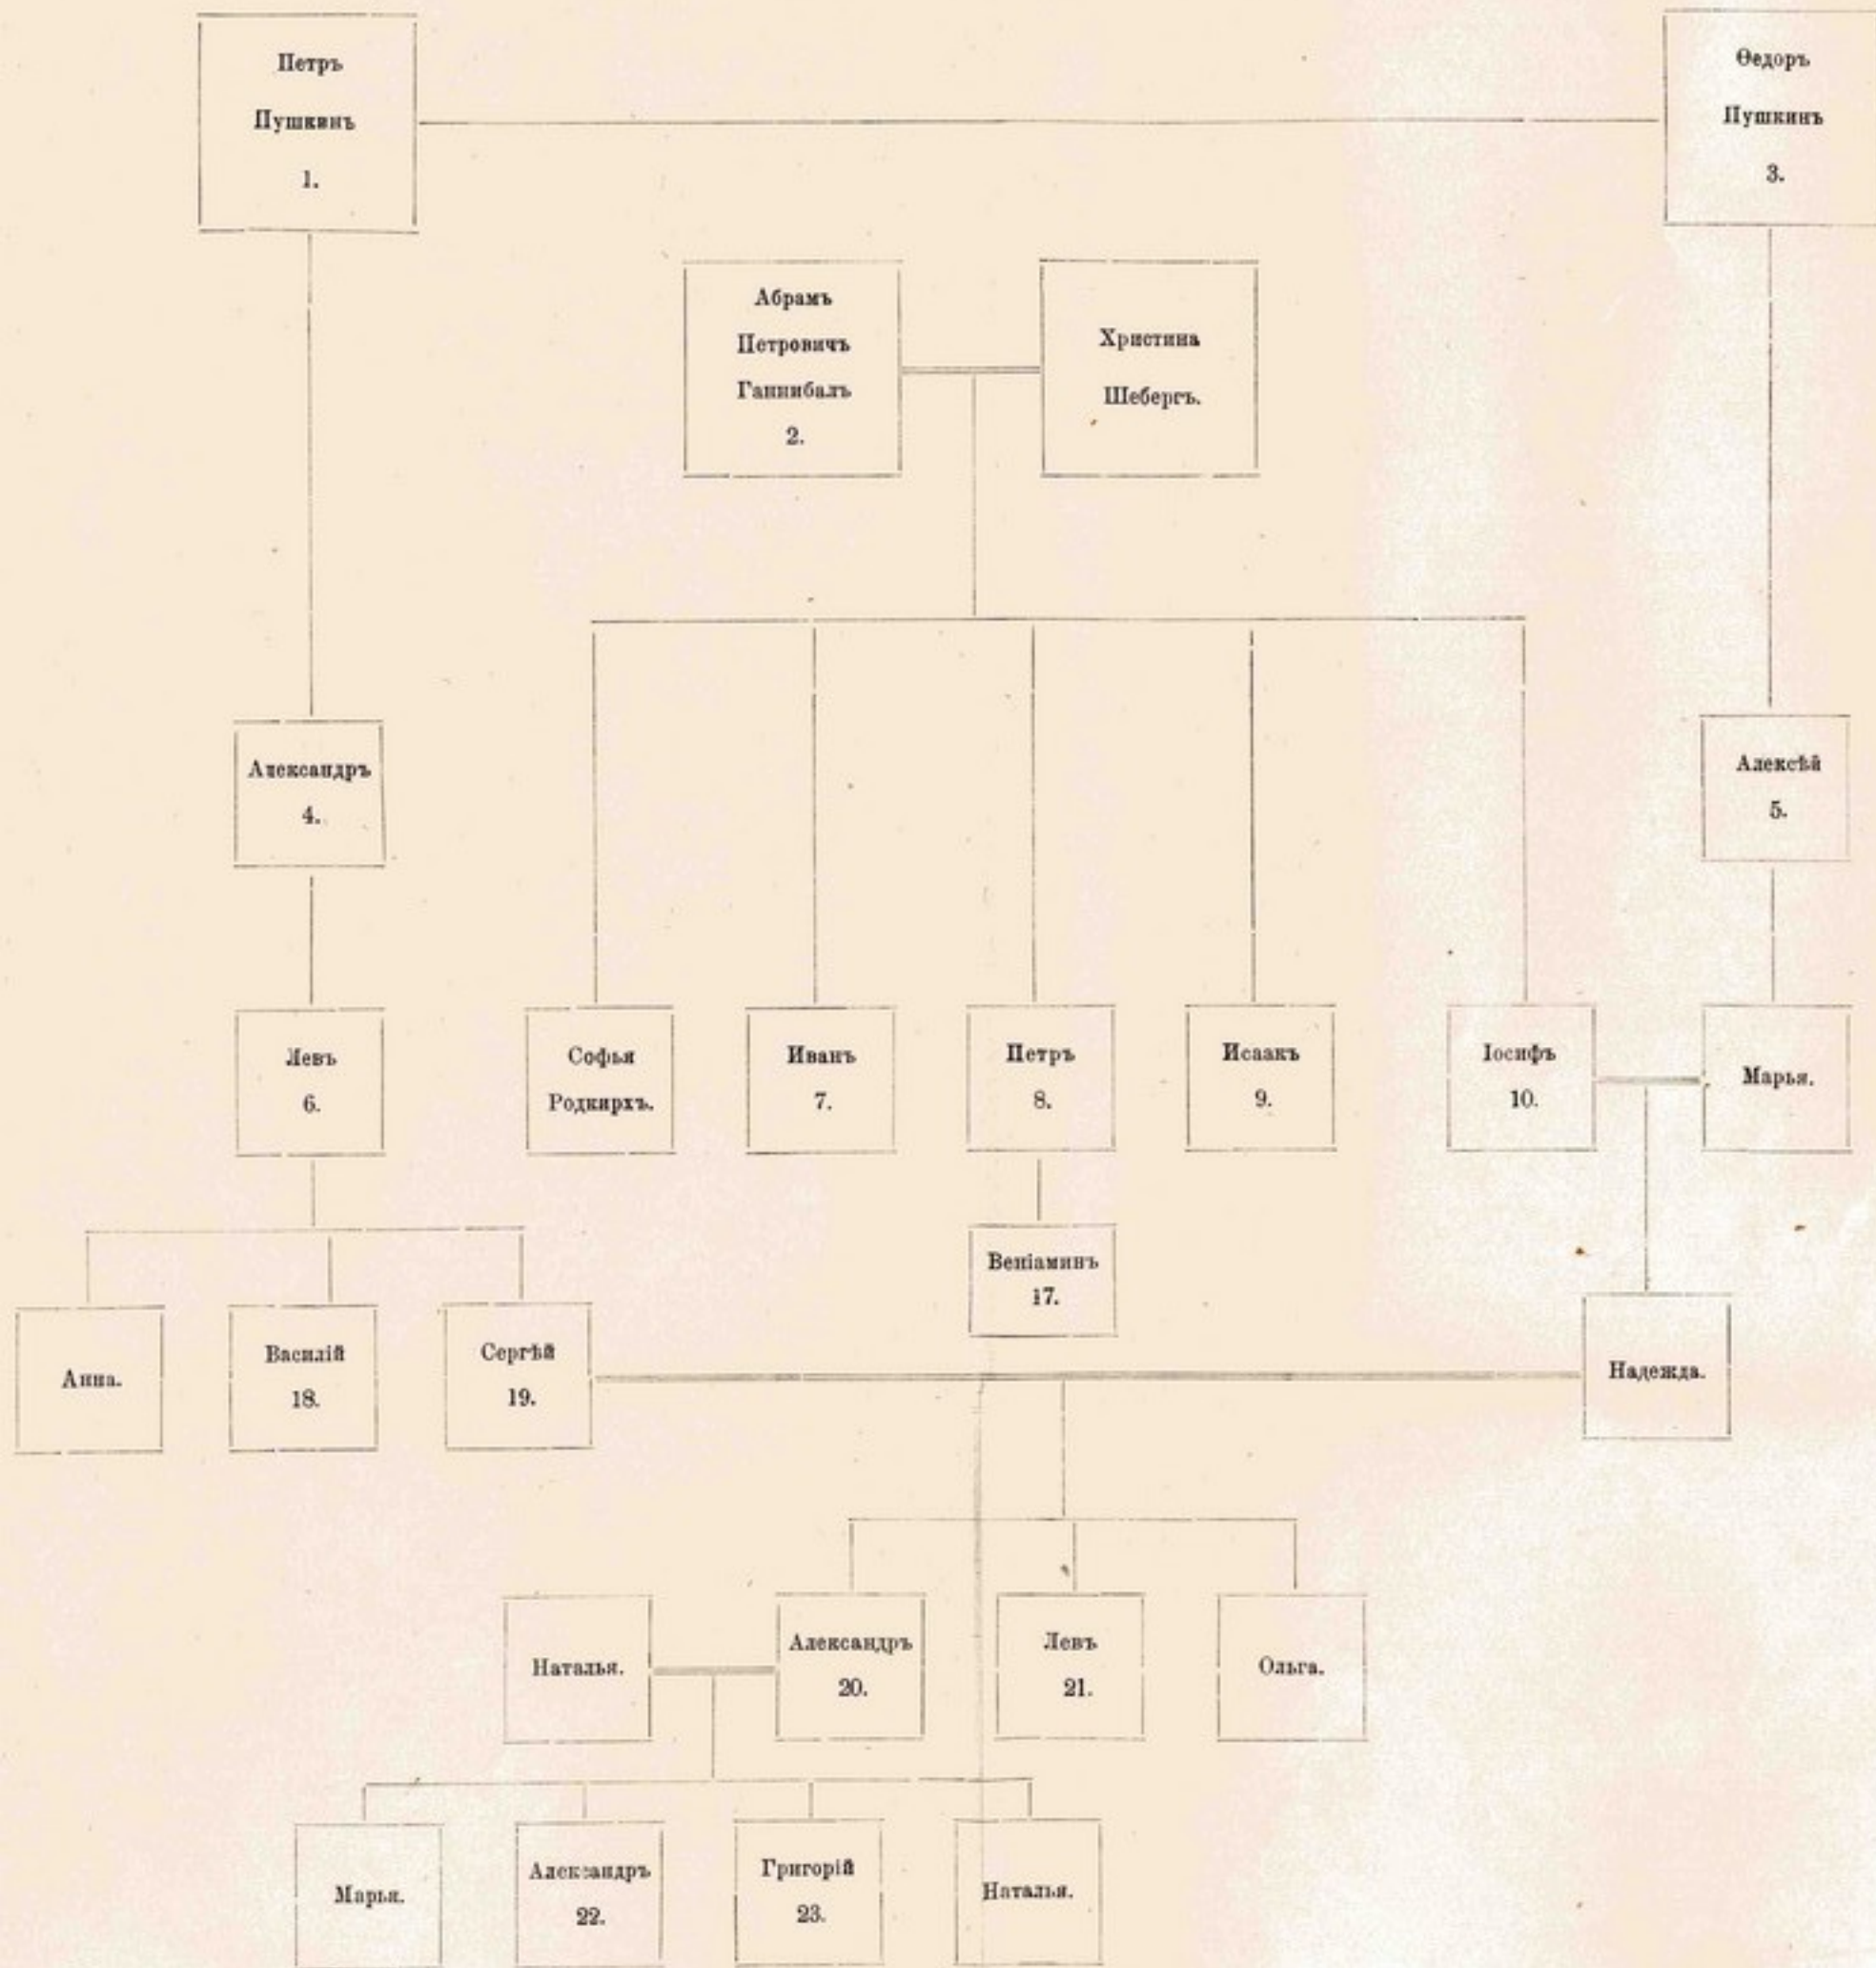 Петръ
Пушкинъ
1.
Ѳедоръ
Пушкинъ
3.
Абрамъ
Петровичъ
Ганнибалъ
2.
Христина
Шебергъ.
Александръ
4.
Алексѣй
5.
Левъ
6.
Софья
Родкирхъ.
Иванъ
7.
Петръ
8.
Исаакъ
9.
Іосифъ
10.
Марья.
Веніаминъ
17.
Анна.
Василій
18.
Сергѣй
19.
Надежда.
Наталья.
Александръ
20.
Левъ
21.
Ольга.
Марья.
Александръ
22.
Григорій
23.
Наталья.